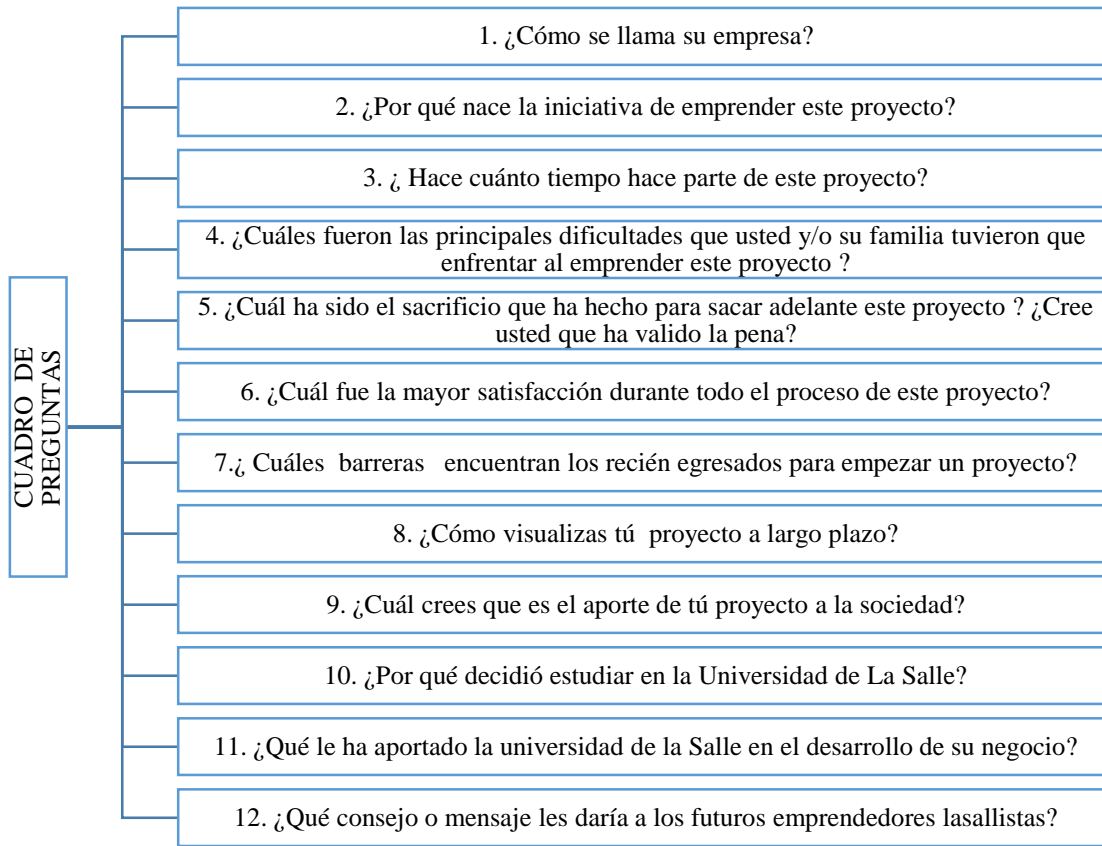 CUADRO DE
PREGUNTAS
1. ¿Cómo se llama su empresa?
2. ¿Por qué nace la iniciativa de emprender este proyecto?
3. ¿ Hace cuánto tiempo hace parte de este proyecto?
4. ¿Cuáles fueron las principales dificultades que usted y/o su familia tuvieron que
enfrentar al emprender este proyecto ?
5. ¿Cuál ha sido el sacrificio que ha hecho para sacar adelante este proyecto ? ¿Cree
usted que ha valido la pena?
6. ¿Cuál fue la mayor satisfacción durante todo el proceso de este proyecto?
7.¿ Cuáles barreras encuentran los recién egresados para empezar un proyecto?
8. ¿Cómo visualizas tú proyecto a largo plazo?
9. ¿Cuál crees que es el aporte de tú proyecto a la sociedad?
10. ¿Por qué decidió estudiar en la Universidad de La Salle?
11. ¿Qué le ha aportado la universidad de la Salle en el desarrollo de su negocio?
12. ¿Qué consejo o mensaje les daría a los futuros emprendedores lasallistas?